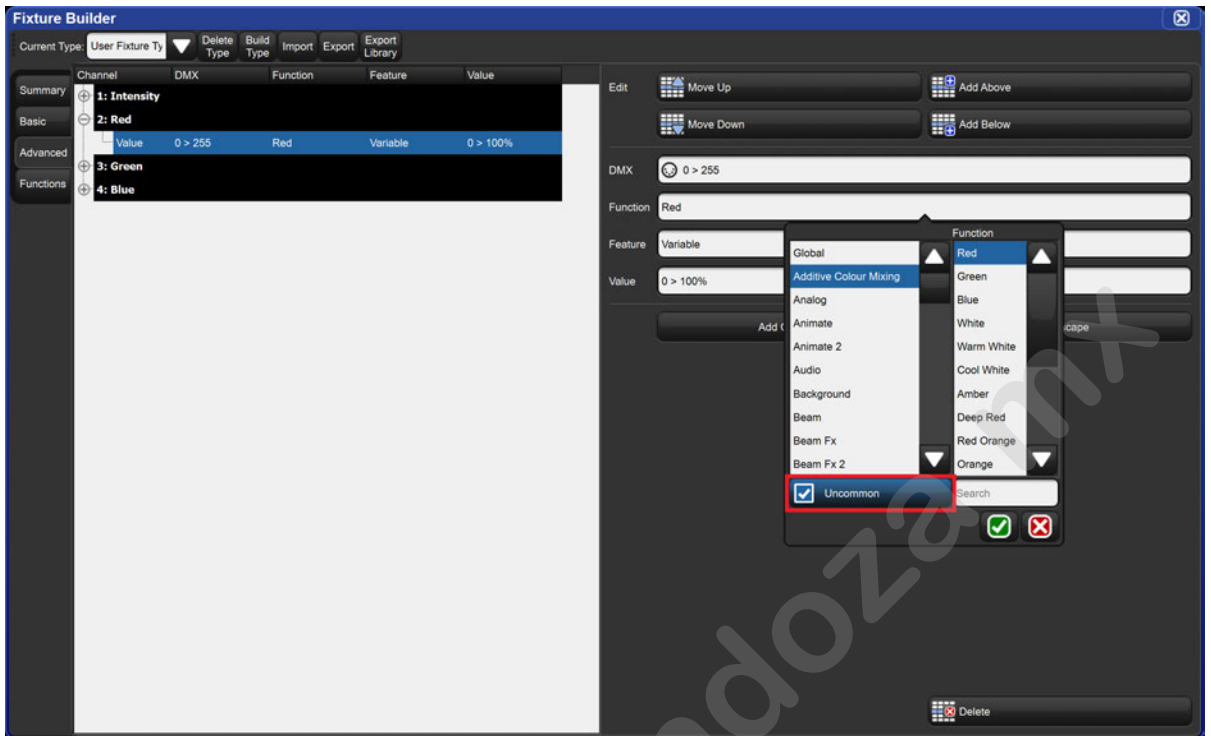 Fixture Builder
Current Type: User Fixture Ty
Delete Type
Build Type
Import
Export
Export Library
Summary
Basic
Advanced
Functions
Channel DMX Function Feature Value
1: Intensity
2: Red
Value 0 > 255 Red Variable 0 > 100%
3: Green
4: Blue
Edit
Move Up
Add Above
Move Down
Add Below
DMX 0 > 255
Function Red
Feature Variable
Value 0 > 100%
Add
Function
Global
Additive Colour Mixing
Analog
Animate
Animate 2
Audio
Background
Beam
Beam Fx
Beam Fx 2
Red
Green
Blue
White
Warm White
Cool White
Amber
Deep Red
Red Orange
Orange
Uncommon
Search
Delete